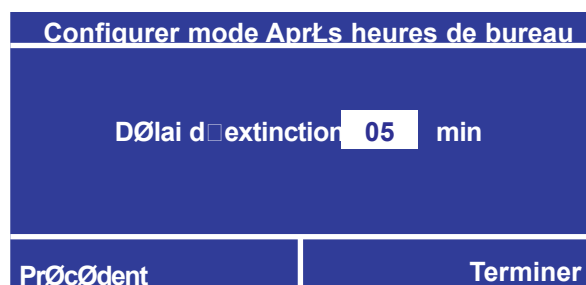 Configurer mode AprŁs heures de bureau
DØlai d□extinction 05 min
PrØcØdent
Terminer